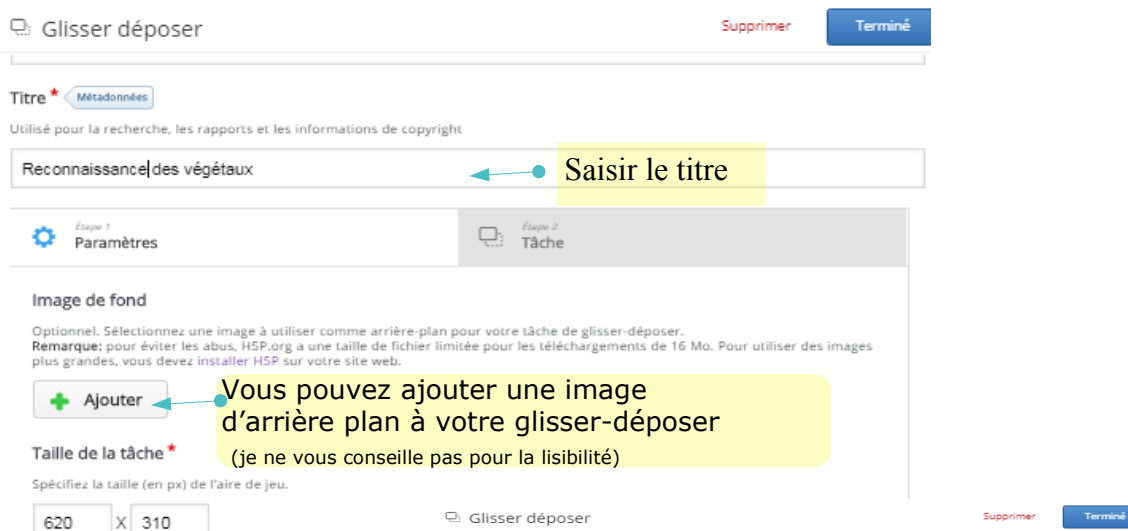 Glisser déposer
Supprimer
Terminé
Titre * Métadonnées
Utilisé pour la recherche, les rapports et les informations de copyright
Reconnaissance des végétaux
Saisir le titre
Étape 1
Paramètres
Étape 2
Tâche
Image de fond
Optionnel. Sélectionnez une image à utiliser comme arrière-plan pour votre tâche de glisser-déposer.
Remarque: pour éviter les abus, H5P.org a une taille de fichier limitée pour les téléchargements de 16 Mo. Pour utiliser des images
plus grandes, vous devez installer H5P sur votre site web.
Ajouter
Vous pouvez ajouter une image
d’arrière plan à votre glisser-déposer
(je ne vous conseille pas pour la lisibilité)
Taille de la tâche *
Spécifiez la taille (en px) de l'aire de jeu.
620 X 310
Glisser déposer
Supprimer
Terminé